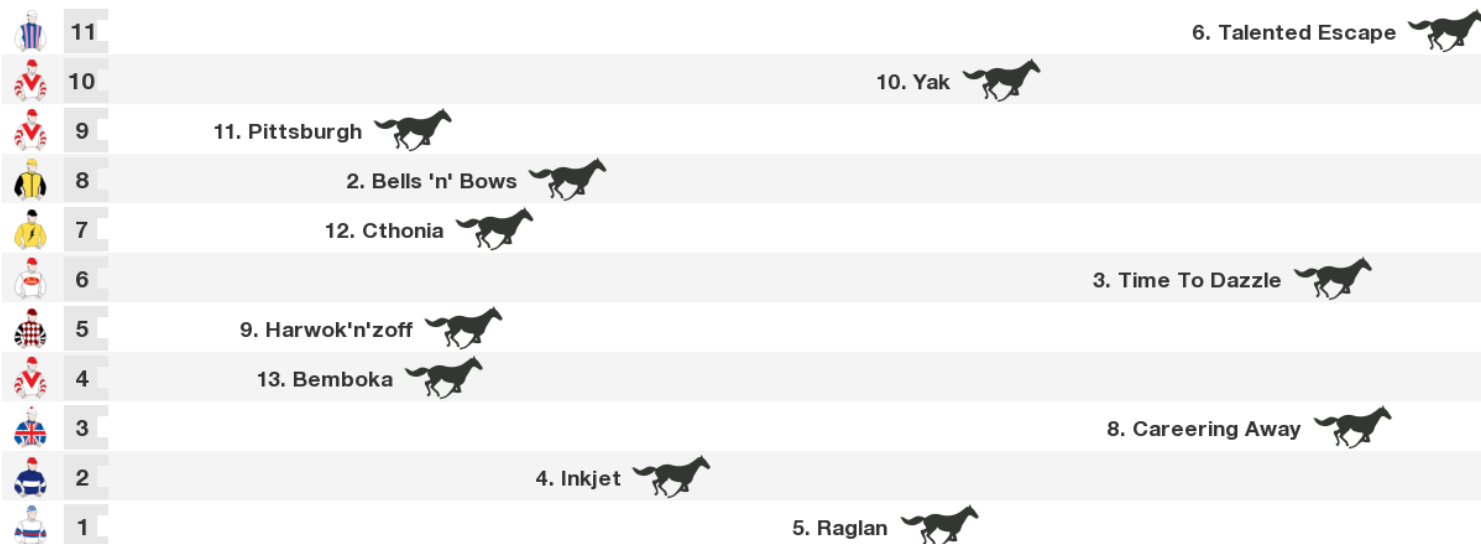 11 6. Talented Escape
10 10. Yak
9 11. Pittsburgh
8 2. Bells 'n' Bows
7 12. Cthonia
6 3. Time To Dazzle
5 9. Harwok'n'zoff
4 13. Bemboka
3 8. Careering Away
2 4. Inkjet
1 5. Raglan